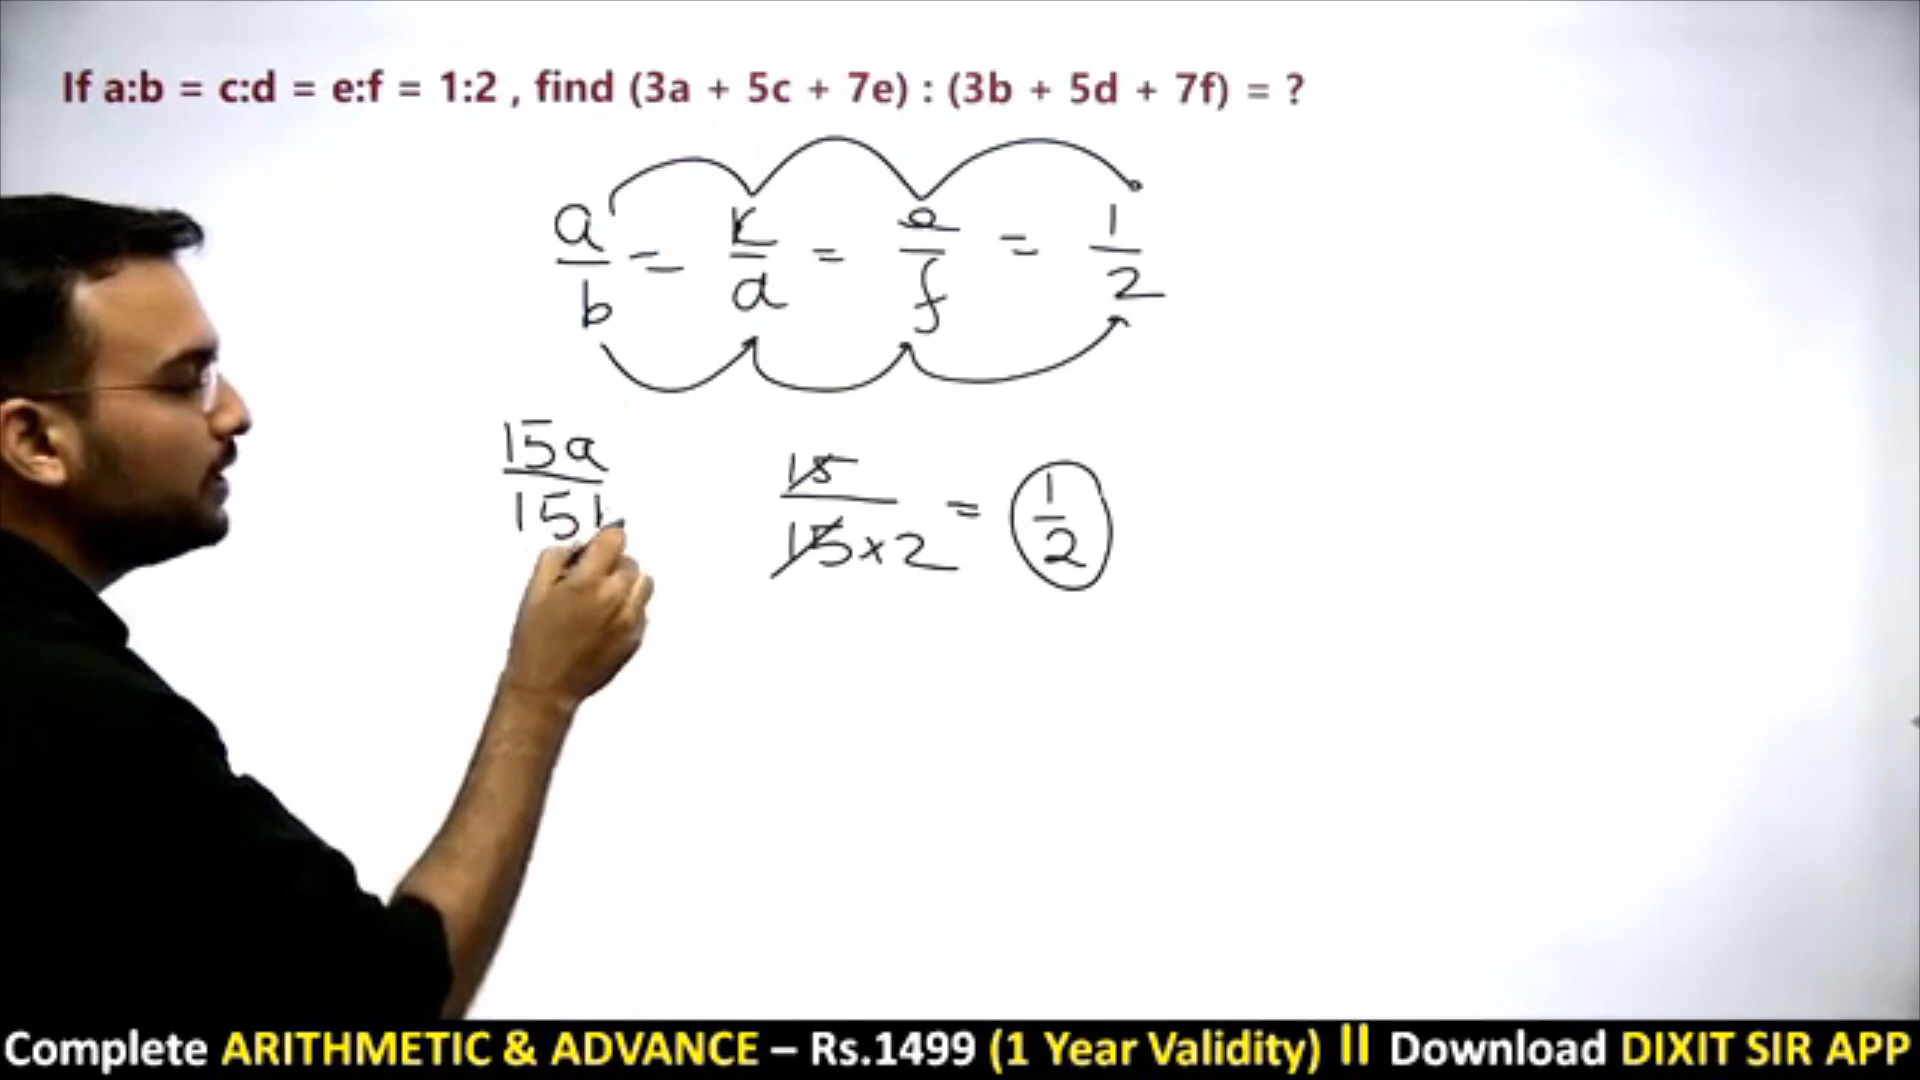 If a:b = c:d = e:f = 1:2 , find (3a + 5c + 7e) : (3b + 5d + 7f) = ?
a/b = c/d = e/f = 1/2
15a/15b 15/15×2 = 1/2
Complete ARITHMETIC & ADVANCE – Rs.1499 (1 Year Validity) || Download DIXIT SIR APP